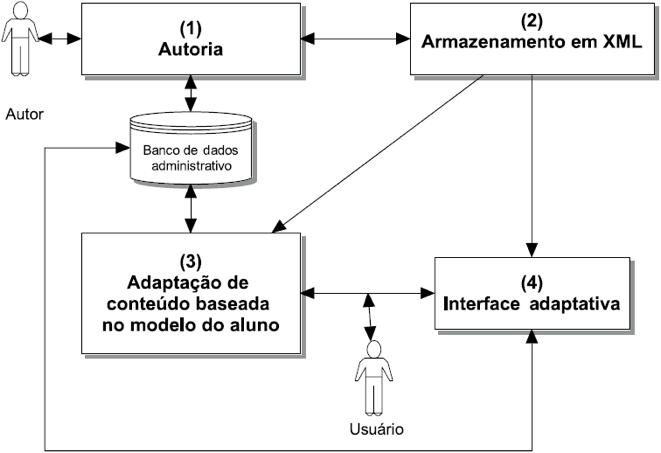 (1)
Autoria
(2)
Armazenamento em XML
Autor
Banco de dados
administrativo
(3)
Adaptação de
conteúdo baseada
no modelo do aluno
(4)
Interface adaptativa
Usuário